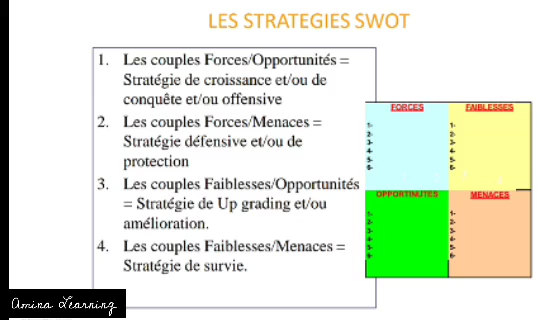 LES STRATEGIES SWOT
1. Les couples Forces/Opportunités =
Stratégie de croissance et/ou de
conquête et/ou offensive
2. Les couples Forces/Menaces =
Stratégie défensive et/ou de
protection
3. Les couples Faiblesses/Opportunités
= Stratégie de Up grading et/ou
amélioration.
4. Les couples Faiblesses/Menaces =
Stratégie de survie.
FORCES
1-
2-
3-
4-
5-
6-
FAIBLESSES
1-
2-
3-
4-
5-
6-
OPPORTINUTES
1-
2-
3-
4-
5-
6-
MENACES
1-
2-
3-
4-
5-
6-
Amina Learning